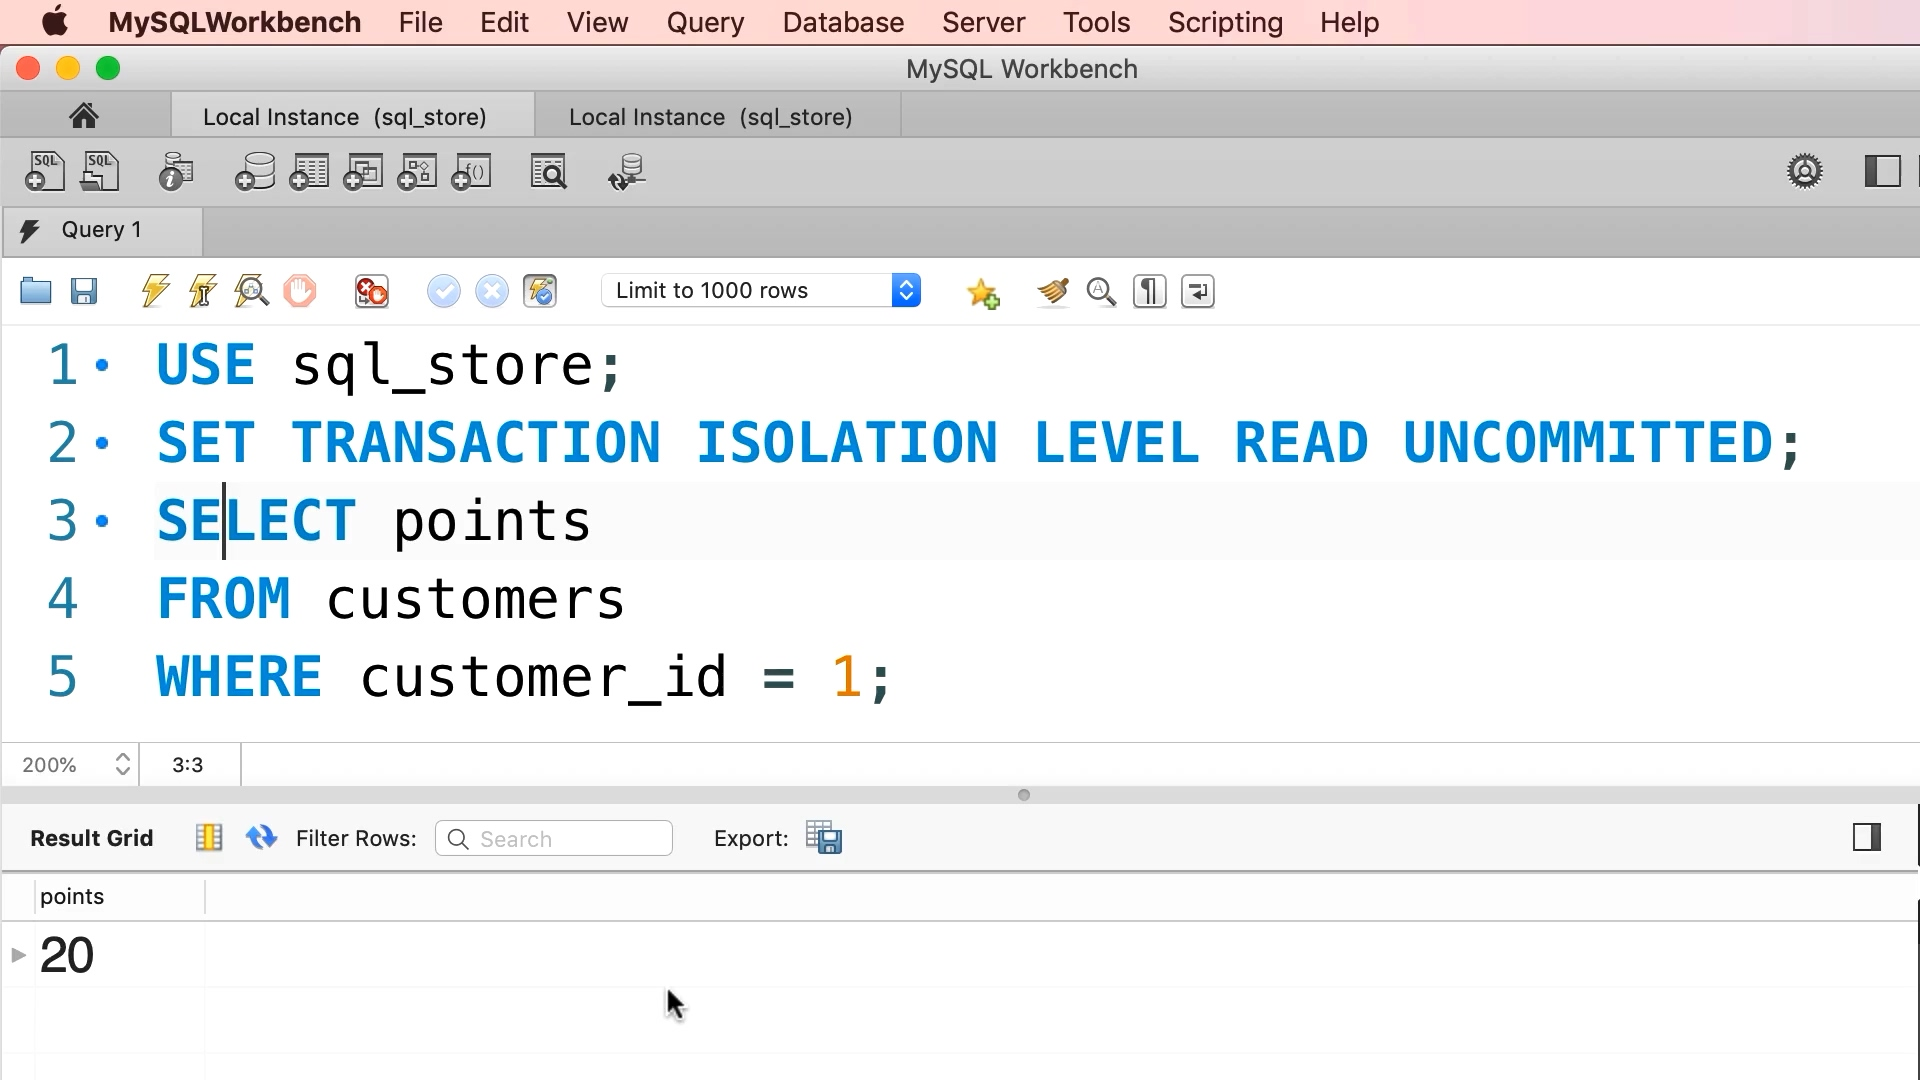 MySQLWorkbench File Edit View Query Database Server Tools Scripting Help
MySQL Workbench
Local Instance (sql_store) Local Instance (sql_store)
SQL SQL
Query 1
Limit to 1000 rows
1 USE sql_store;
2 SET TRANSACTION ISOLATION LEVEL READ UNCOMMITTED;
3 SELECT points
4 FROM customers
5 WHERE customer_id = 1;
200% 3:3
Result Grid Filter Rows: Search Export:
points
20